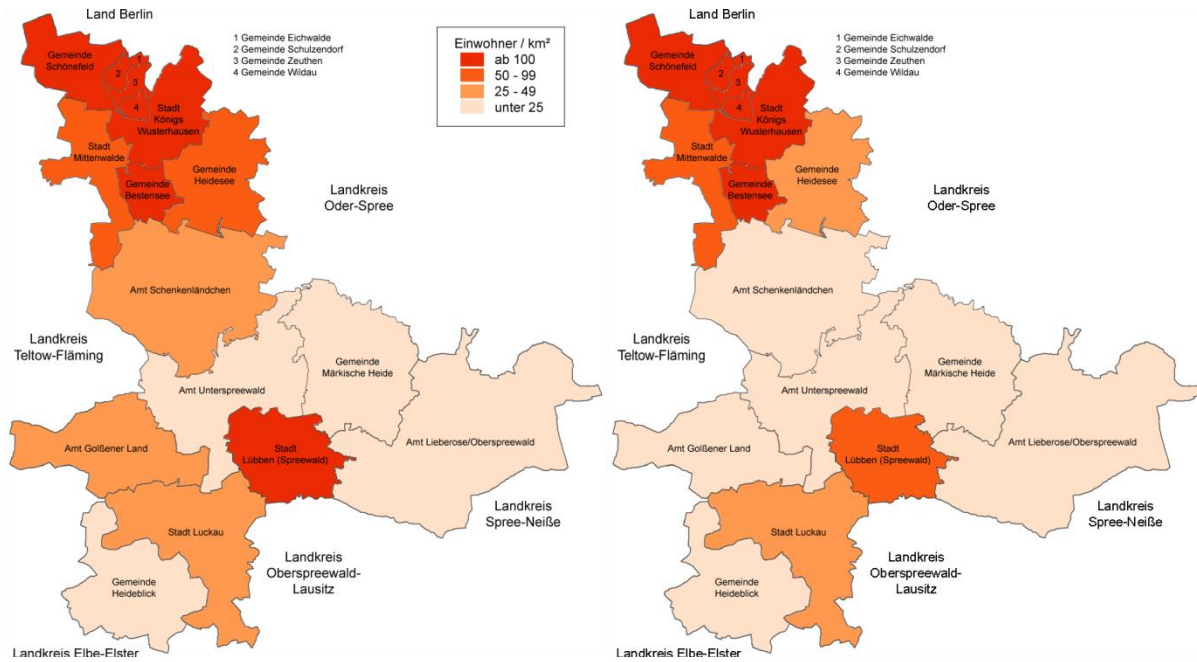 Land Berlin
1 Gemeinde Eichwalde
2 Gemeinde Schulzendorf
3 Gemeinde Zeuthen
4 Gemeinde Wildau
Einwohner / km²
ab 100
50 - 99
25 - 49
unter 25
Gemeinde
Schönefeld
1
2
3
4
Stadt
Königs
Wusterhausen
Stadt
Mittenwalde
Gemeinde
Bestensee
Gemeinde
Heidesee
Landkreis
Oder-Spree
Amt Schenkenländchen
Landkreis
Teltow-Fläming
Amt Unterspreewald
Gemeinde
Märkische Heide
Amt Golßener Land
Stadt
Lübben (Spreewald)
Amt Lieberose/Oberspreewald
Landkreis
Spree-Neiße
Stadt Luckau
Landkreis
Oberspreewald-
Lausitz
Gemeinde
Heideblick
Landkreis Elbe-Elster
Land Berlin
1 Gemeinde Eichwalde
2 Gemeinde Schulzendorf
3 Gemeinde Zeuthen
4 Gemeinde Wildau
Gemeinde
Schönefeld
1
2
3
4
Stadt
Königs
Wusterhausen
Stadt
Mittenwalde
Gemeinde
Bestensee
Gemeinde
Heidesee
Landkreis
Oder-Spree
Amt Schenkenländchen
Landkreis
Teltow-Fläming
Amt Unterspreewald
Gemeinde
Märkische Heide
Amt Golßener Land
Stadt
Lübben (Spreewald)
Amt Lieberose/Oberspreewald
Landkreis
Spree-Neiße
Stadt Luckau
Landkreis
Oberspreewald-
Lausitz
Gemeinde
Heideblick
Landkreis Elbe-Elster